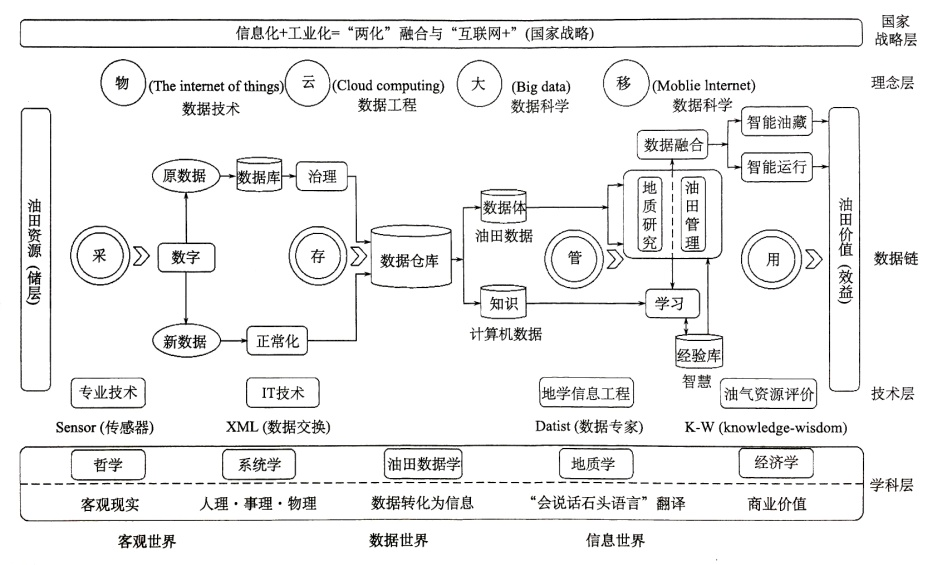 信息化+工业化=“两化”融合与“互联网+”(国家战略)
国家
战略层
物
(The internet of things)
数据技术
云
(Cloud computing)
数据工程
大
(Big data)
数据科学
移
(Moblie Internet)
数据科学
理念层
油田资源(储层)
采
数字
原数据
数据库
治理
新数据
正常化
存
数据仓库
数据体
油田数据
知识
计算机数据
管
数据融合
地质研究
油田管理
学习
经验库
智慧
智能油藏
智能运行
用
油田价值(效益)
数据链
专业技术
IT技术
地学信息工程
油气资源评价
技术层
Sensor (传感器)
XML (数据交换)
Datist (数据专家)
K-W (knowledge-wisdom)
哲学
系统学
油田数据学
地质学
经济学
学科层
客观现实
人理·事理·物理
数据转化为信息
“会说话石头语言”翻译
商业价值
客观世界
数据世界
信息世界